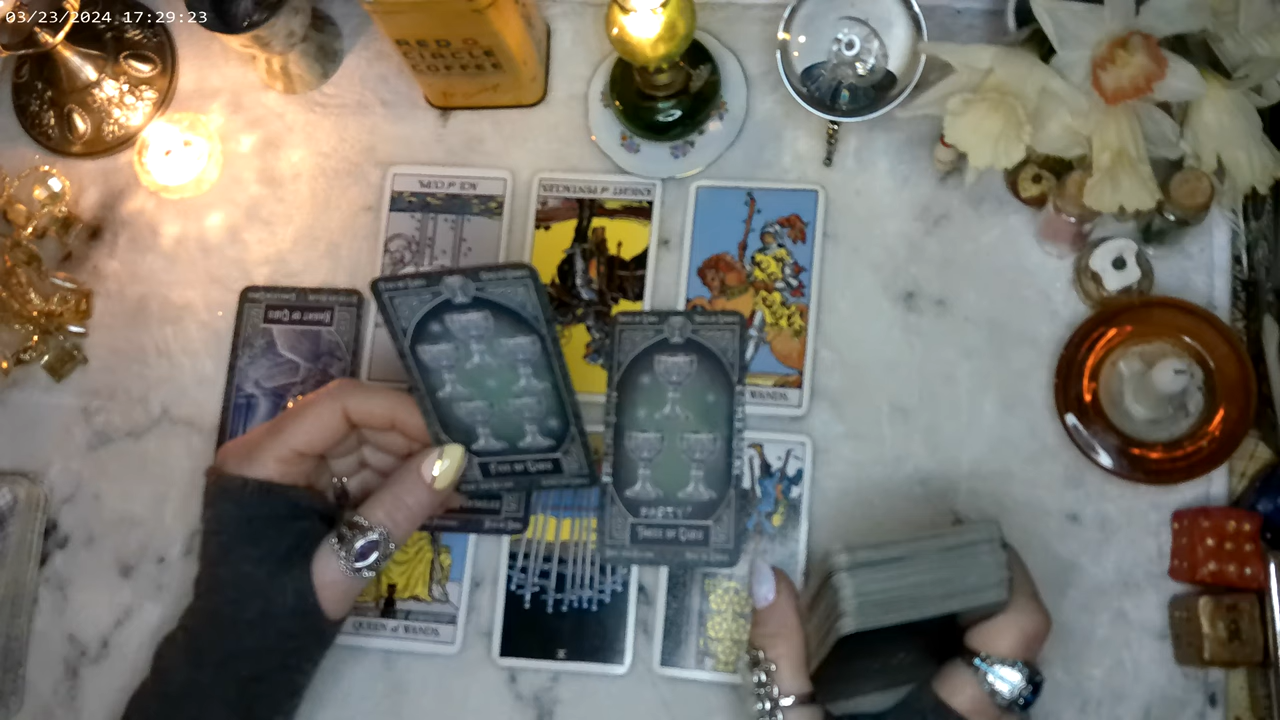 03/23/2024 17:29:23
RED
CIRCLE
COFFEE
ACE of CUPS.
KNIGHT of PENTACLES.
WANDS.
KNIGHT OF CUPS
FIVE OF CUPS
PENTACLES
PARTY!
THREE OF CUPS
QUEEN of WANDS.
X